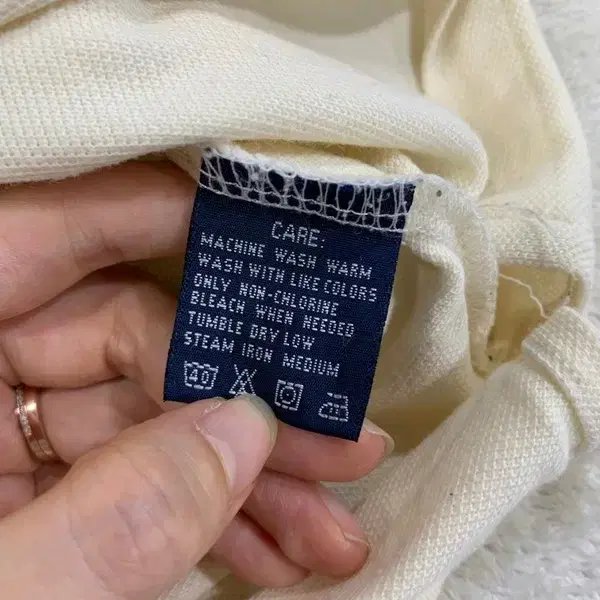 CARE:
MACHINE WASH WARM
WASH WITH LIKE COLORS
ONLY NON-CHLORINE
BLEACH WHEN NEEDED
TUMBLE DRY LOW
STEAM IRON MEDIUM
40